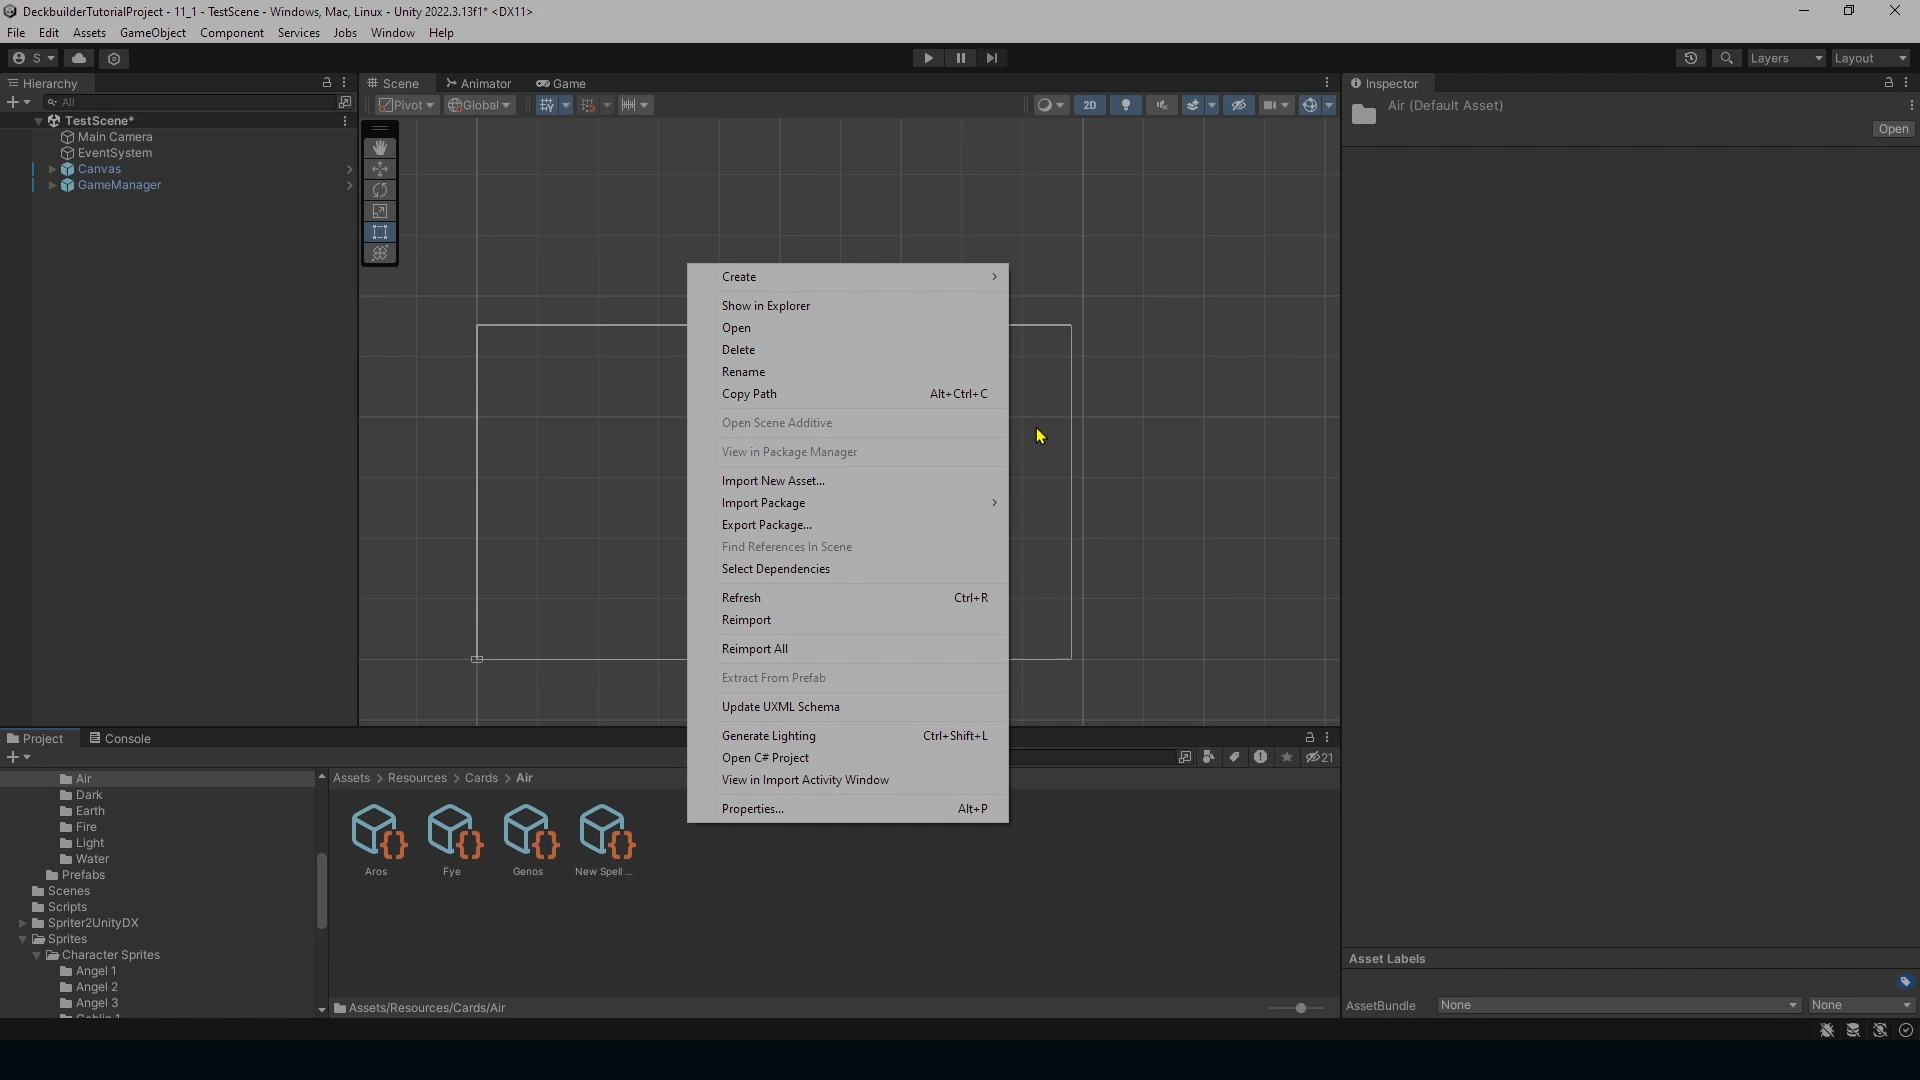 DeckbuilderTutorialProject - 11_1 - TestScene - Windows, Mac, Linux - Unity 2022.3.13f1* <DX11>
File Edit Assets GameObject Component Services Jobs Window Help
S Layers Layout
Hierarchy Scene Animator Game Inspector
All Pivot Global 2D Air (Default Asset)
Open
TestScene*
Main Camera
EventSystem
Canvas
GameManager
Create
Show in Explorer
Open
Delete
Rename
Copy Path Alt+Ctrl+C
Open Scene Additive
View in Package Manager
Import New Asset...
Import Package
Export Package...
Find References In Scene
Select Dependencies
Refresh Ctrl+R
Reimport
Reimport All
Extract From Prefab
Update UXML Schema
Generate Lighting Ctrl+Shift+L
Open C# Project
View in Import Activity Window
Properties... Alt+P
Project Console
21
Air
Dark
Earth
Fire
Light
Water
Prefabs
Scenes
Scripts
Spriter2UnityDX
Sprites
Character Sprites
Angel 1
Angel 2
Angel 3
Goblin 1
Assets > Resources > Cards > Air
Aros Fye Genos New Spell ...
Assets/Resources/Cards/Air
Asset Labels
AssetBundle None None